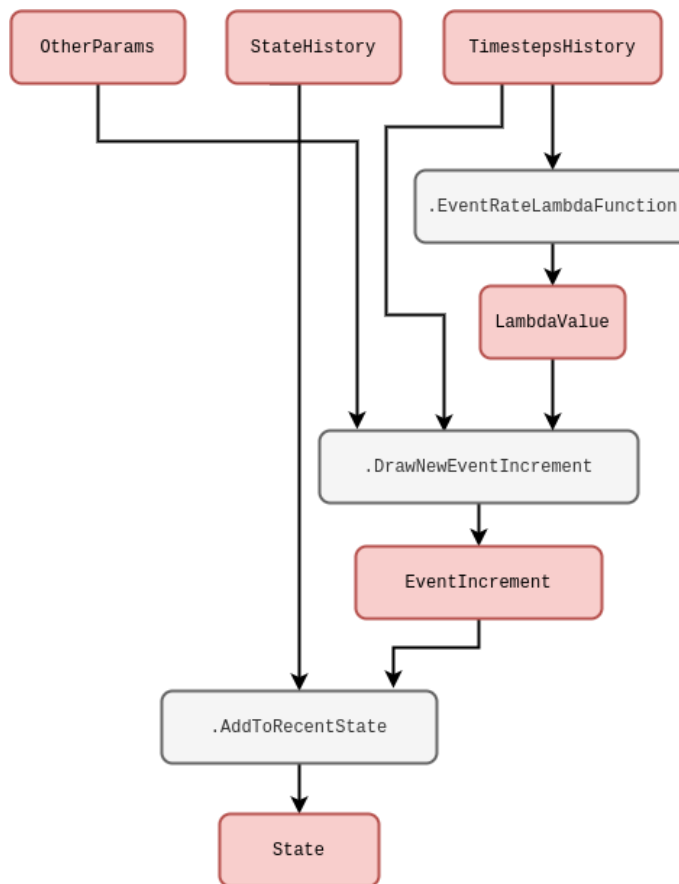 OtherParams
StateHistory
TimestepsHistory
.EventRateLambdaFunction
LambdaValue
.DrawNewEventIncrement
EventIncrement
.AddToRecentState
State